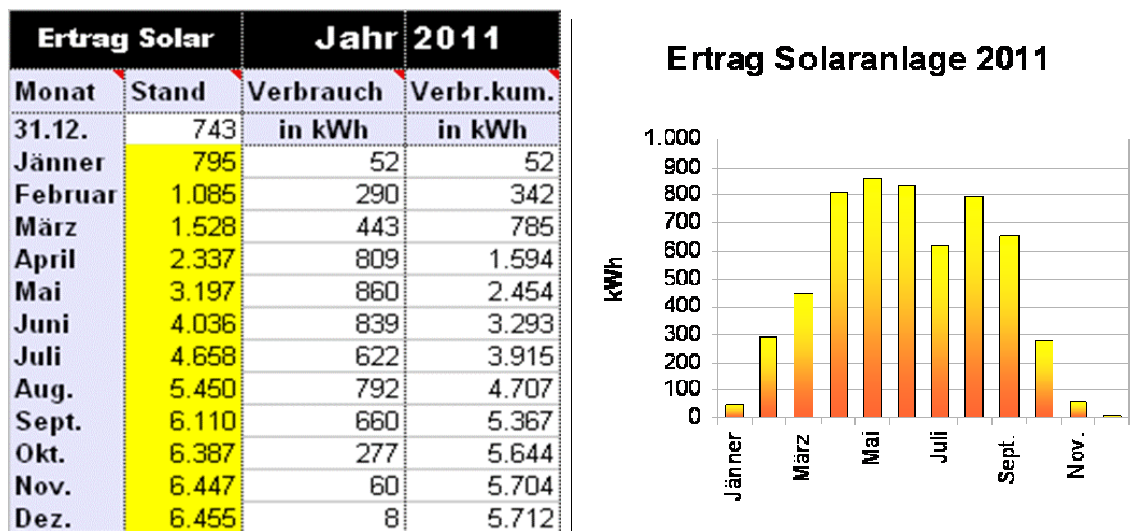 Ertrag Solar Jahr 2011
Monat Stand Verbrauch Verbr.kum.
31.12. 743 in kWh in kWh
Jänner 795 52 52
Februar 1.085 290 342
März 1.528 443 785
April 2.337 809 1.594
Mai 3.197 860 2.454
Juni 4.036 839 3.293
Juli 4.658 622 3.915
Aug. 5.450 792 4.707
Sept. 6.110 660 5.367
Okt. 6.387 277 5.644
Nov. 6.447 60 5.704
Dez. 6.455 8 5.712
Ertrag Solaranlage 2011
kWh
1.000
900
800
700
600
500
400
300
200
100
0
Jänner
März
Mai
Juli
Sept.
Nov.